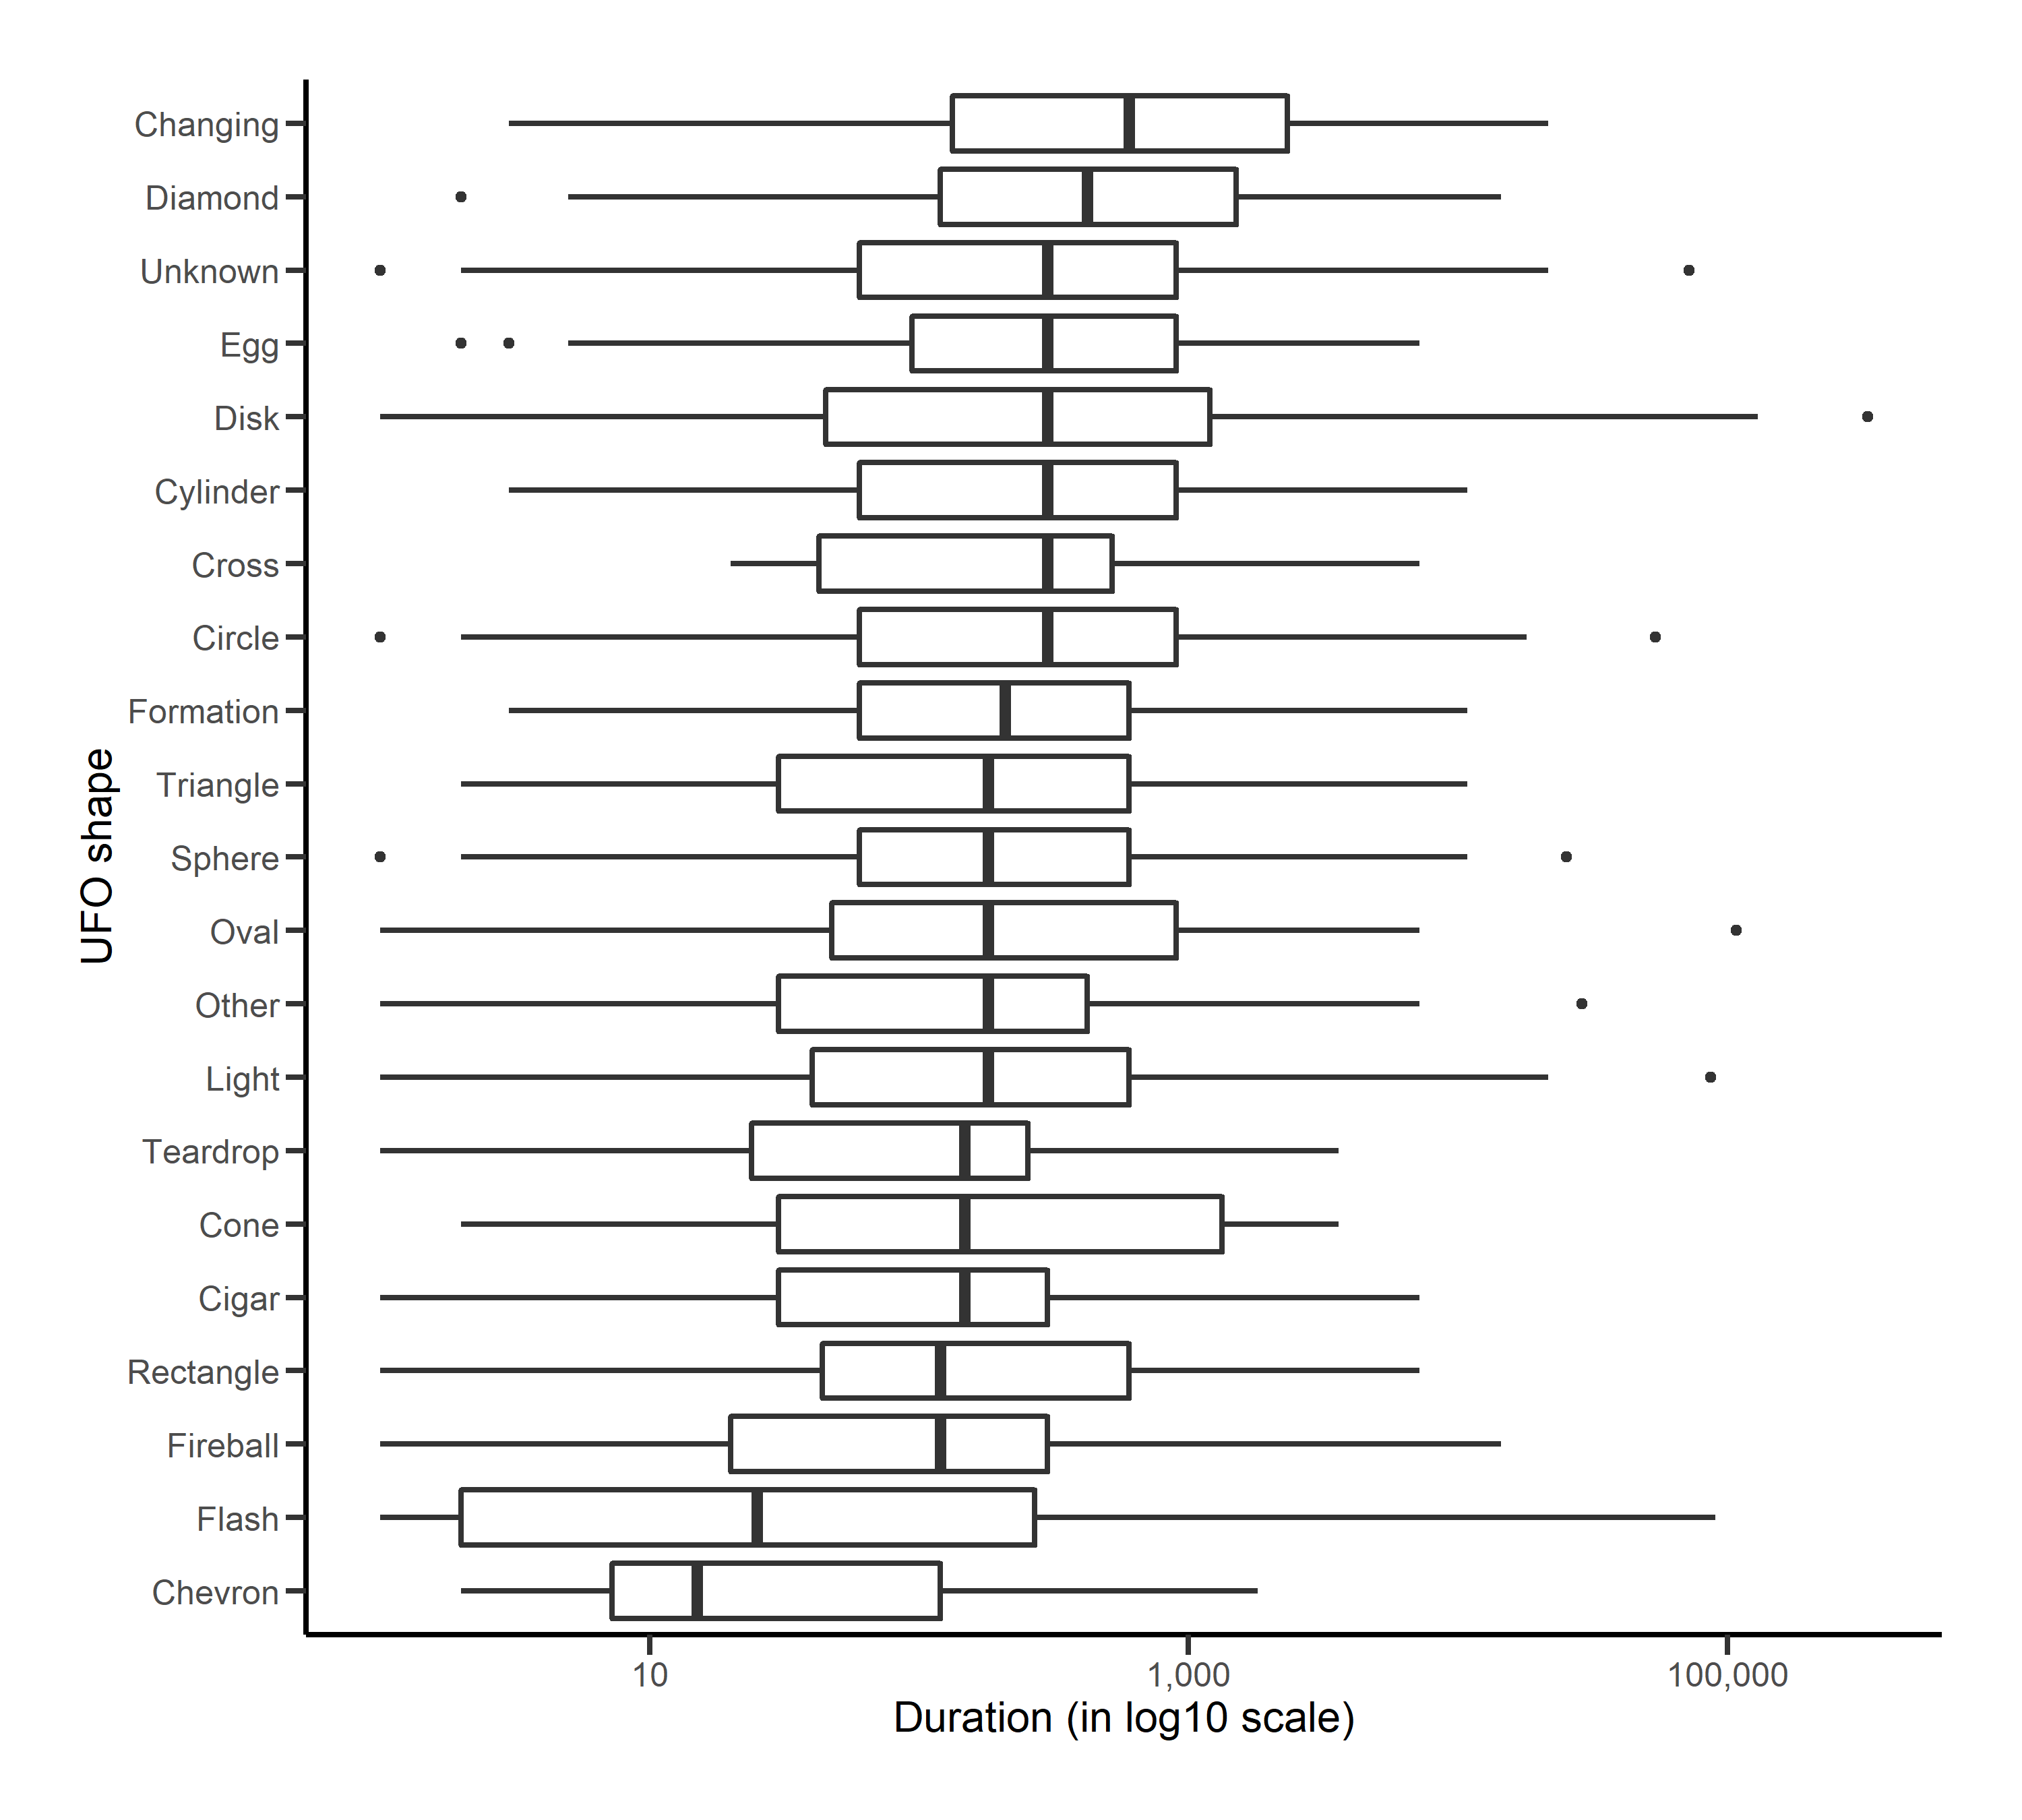 Changing
Diamond
Unknown
Egg
Disk
Cylinder
Cross
Circle
Formation
Triangle
Sphere
Oval
Other
Light
Teardrop
Cone
Cigar
Rectangle
Fireball
Flash
Chevron
UFO shape
10 1,000 100,000
Duration (in log10 scale)